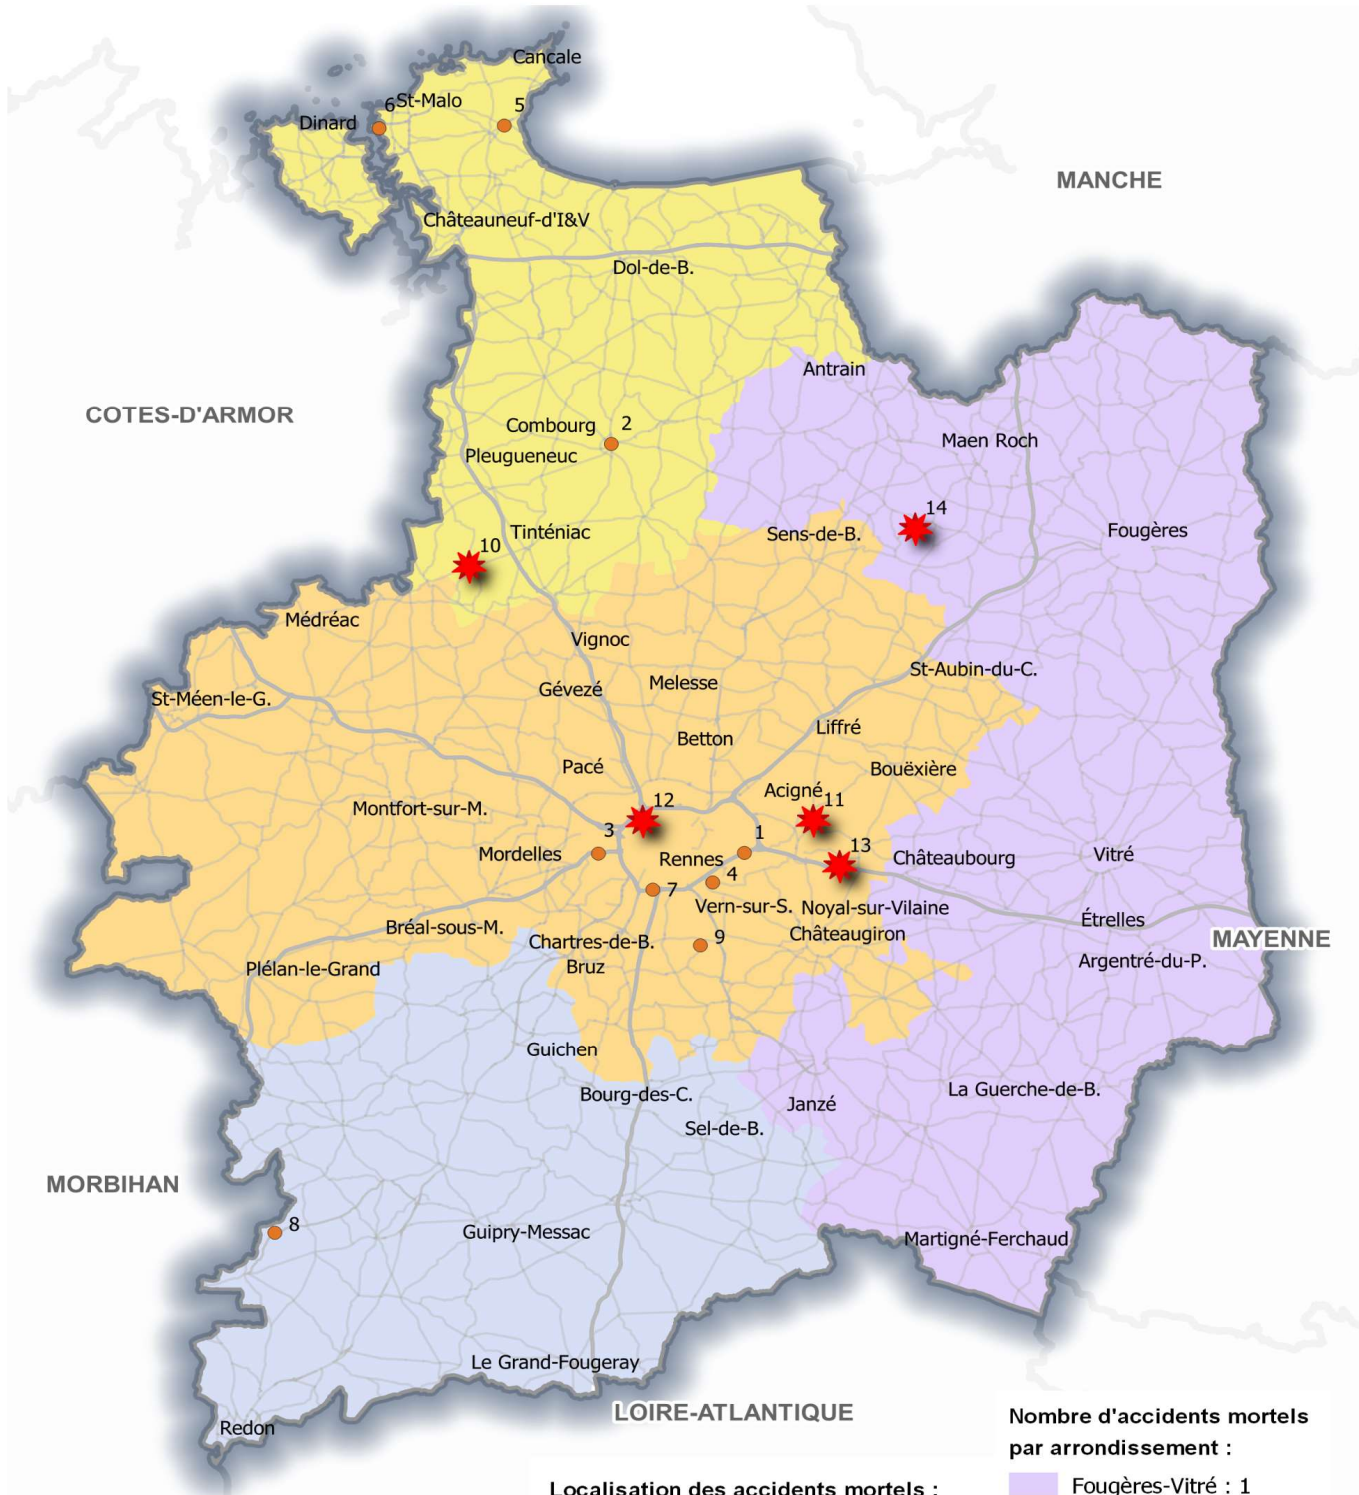 Cancale
6
St-Malo
5
Dinard
MANCHE
Châteauneuf-d'I&V
Dol-de-B.
Antrain
COTES-D'ARMOR
Combourg
2
Maen Roch
Pleugueneuc
14
Tinténiac
Sens-de-B.
Fougères
10
Médréac
Vignoc
St-Aubin-du-C.
St-Méen-le-G.
Gévezé
Melesse
Liffré
Betton
Pacé
Bouëxière
Acigné
12
11
Montfort-sur-M.
3
1
13
Mordelles
Rennes
Châteaubourg
Vitré
4
7
Vern-sur-S.
Noyal-sur-Vilaine
Étrelles
Bréal-sous-M.
Chartres-de-B.
9
Châteaugiron
MAYENNE
Plélan-le-Grand
Bruz
Argentré-du-P.
Guichen
Bourg-des-C.
La Guerche-de-B.
Janzé
Sel-de-B.
MORBIHAN
8
Guipry-Messac
Martigné-Ferchaud
Le Grand-Fougeray
LOIRE-ATLANTIQUE
Redon
Nombre d'accidents mortels
par arrondissement :
Fougères-Vitré : 1
Localisation des accidents mortels :